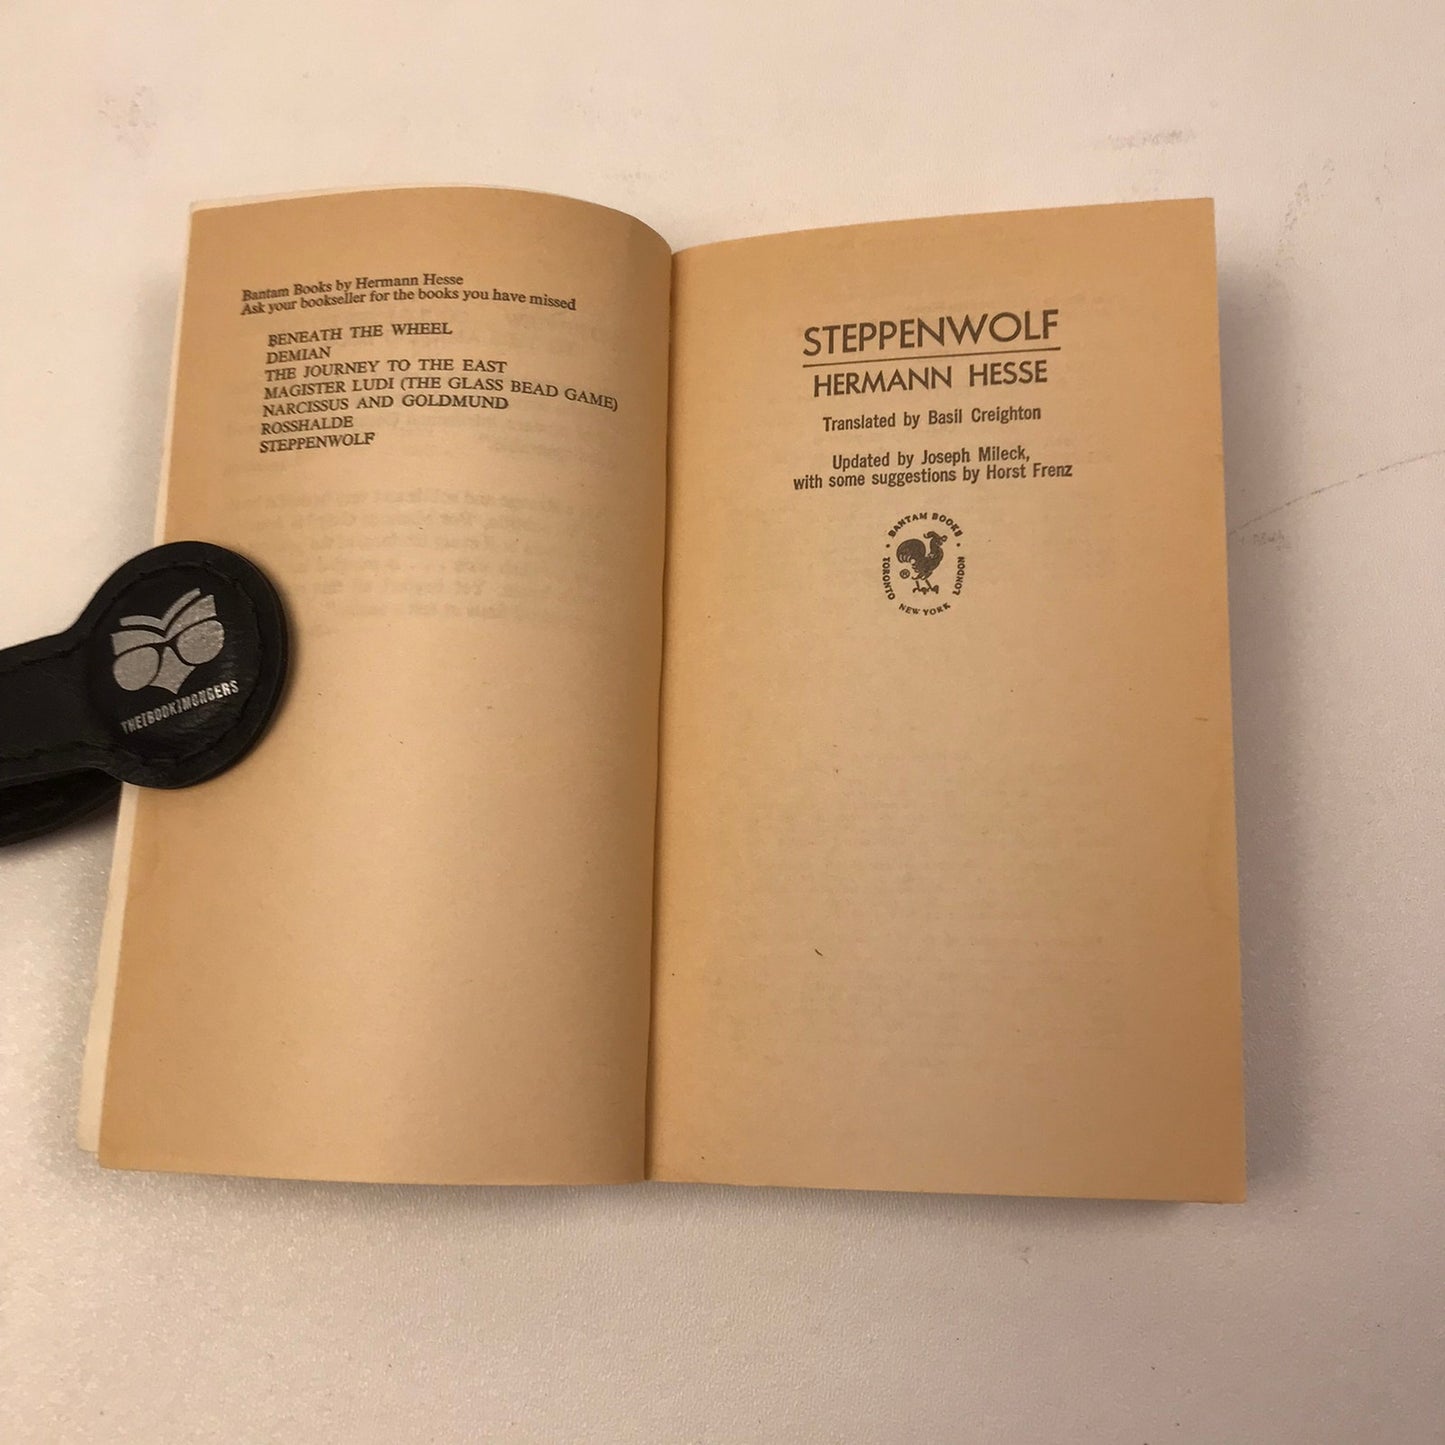 Bantam Books by Hermann Hesse
Ask your bookseller for the books you have missed
BENEATH THE WHEEL
DEMIAN
THE JOURNEY TO THE EAST
MAGISTER LUDI (THE GLASS BEAD GAME)
NARCISSUS AND GOLDMUND
ROSSHALDE
STEPPENWOLF
THE[BOOK]MONGERS
STEPPENWOLF
HERMANN HESSE
Translated by Basil Creighton
Updated by Joseph Mileck,
with some suggestions by Horst Frenz
BANTAM BOOKS
TORONTO • NEW YORK • LONDON
®